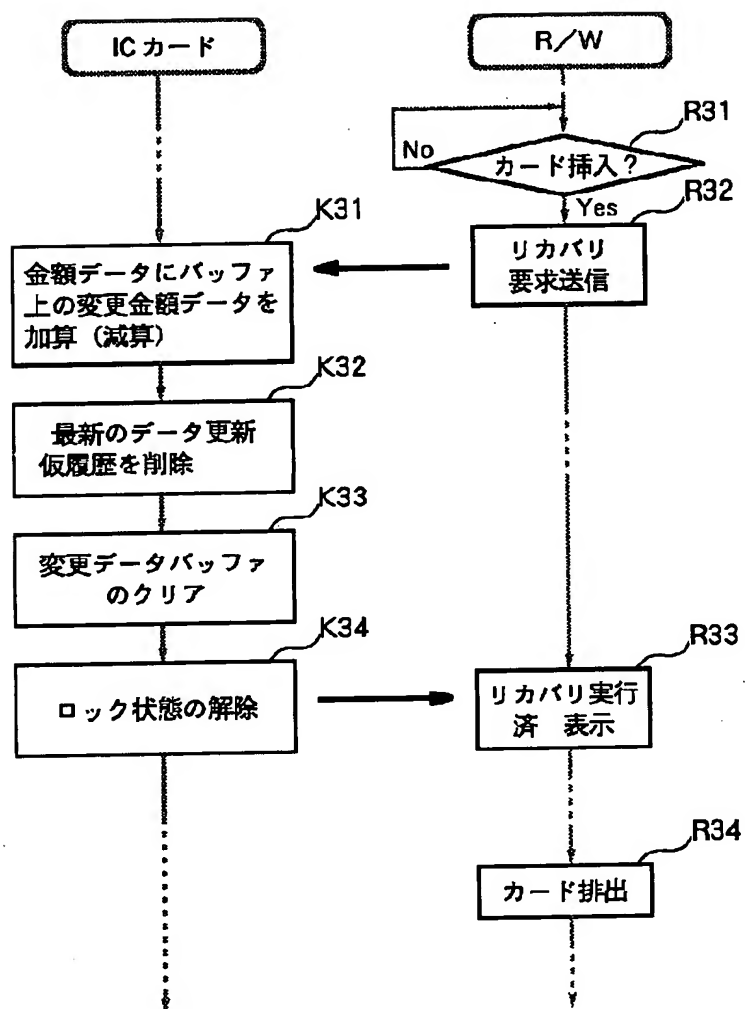 ICカード
R/W
R31
No
カード挿入?
R32
Yes
K31
リカバリ
要求送信
金額データにバッファ
上の変更金額データを
加算(減算)
K32
最新のデータ更新
仮履歴を削除
K33
変更データバッファ
のクリア
K34
ロック状態の解除
R33
リカバリ実行
済 表示
R34
カード排出